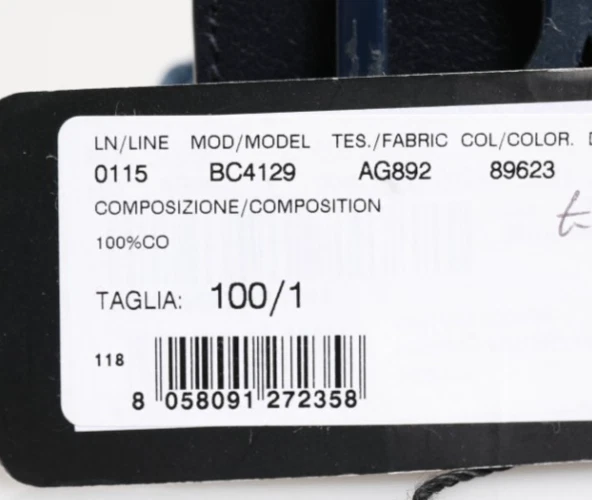 LN/LINE MOD/MODEL TES./FABRIC COL/COLOR.
0115 BC4129 AG892 89623
COMPOSIZIONE/COMPOSITION
100%CO
TAGLIA: 100/1
118
8 058091 272358